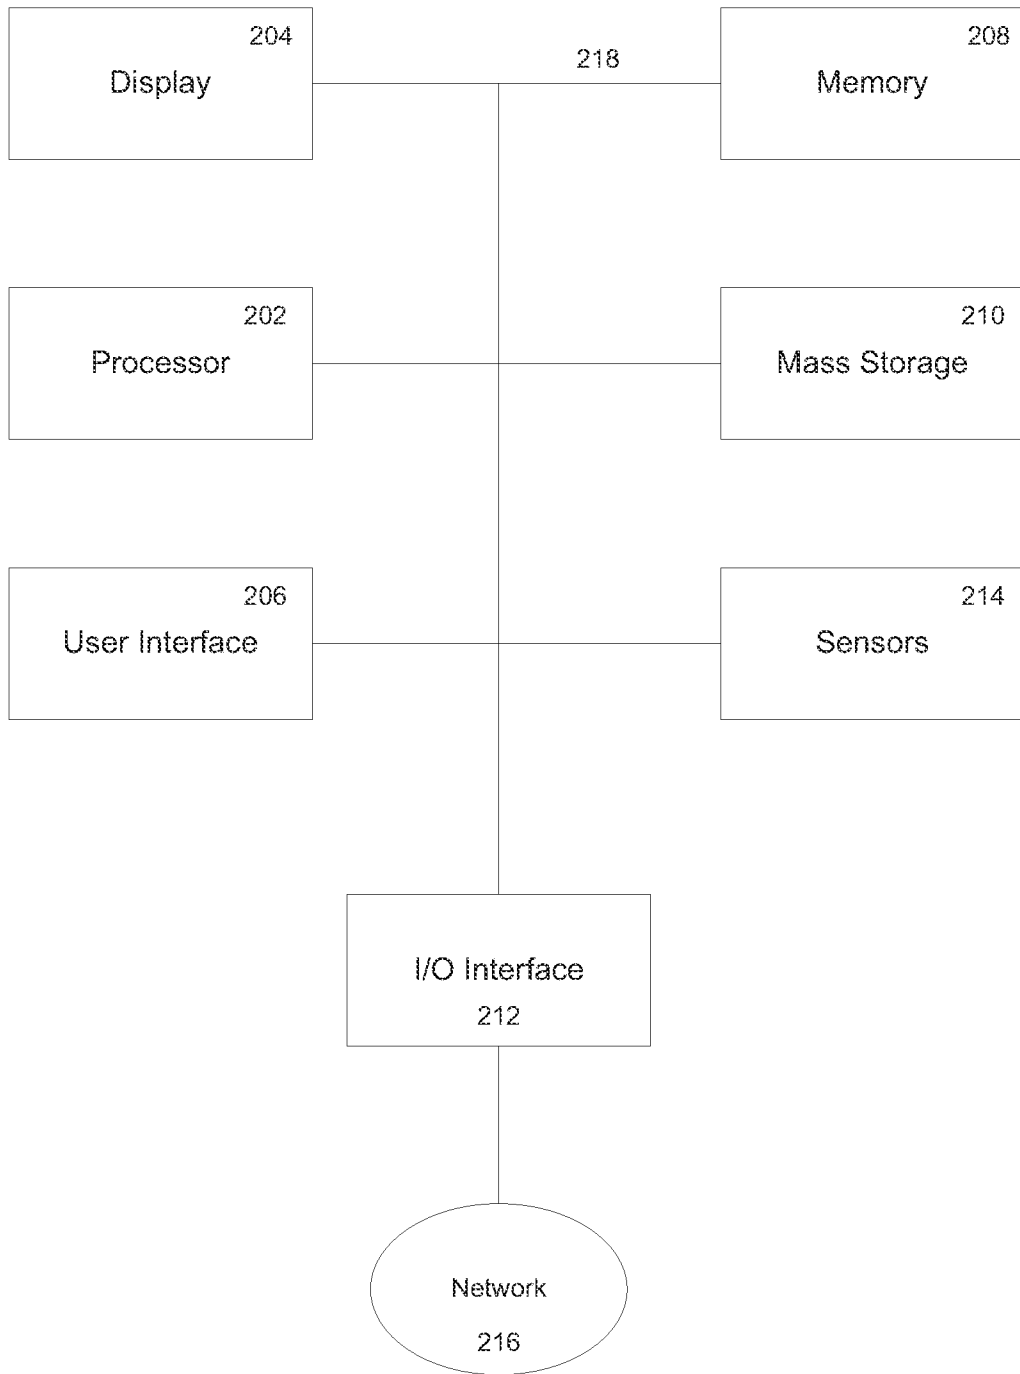 204
Display
218
208
Memory
202
Processor
210
Mass Storage
206
User Interface
214
Sensors
I/O Interface
212
Network
216